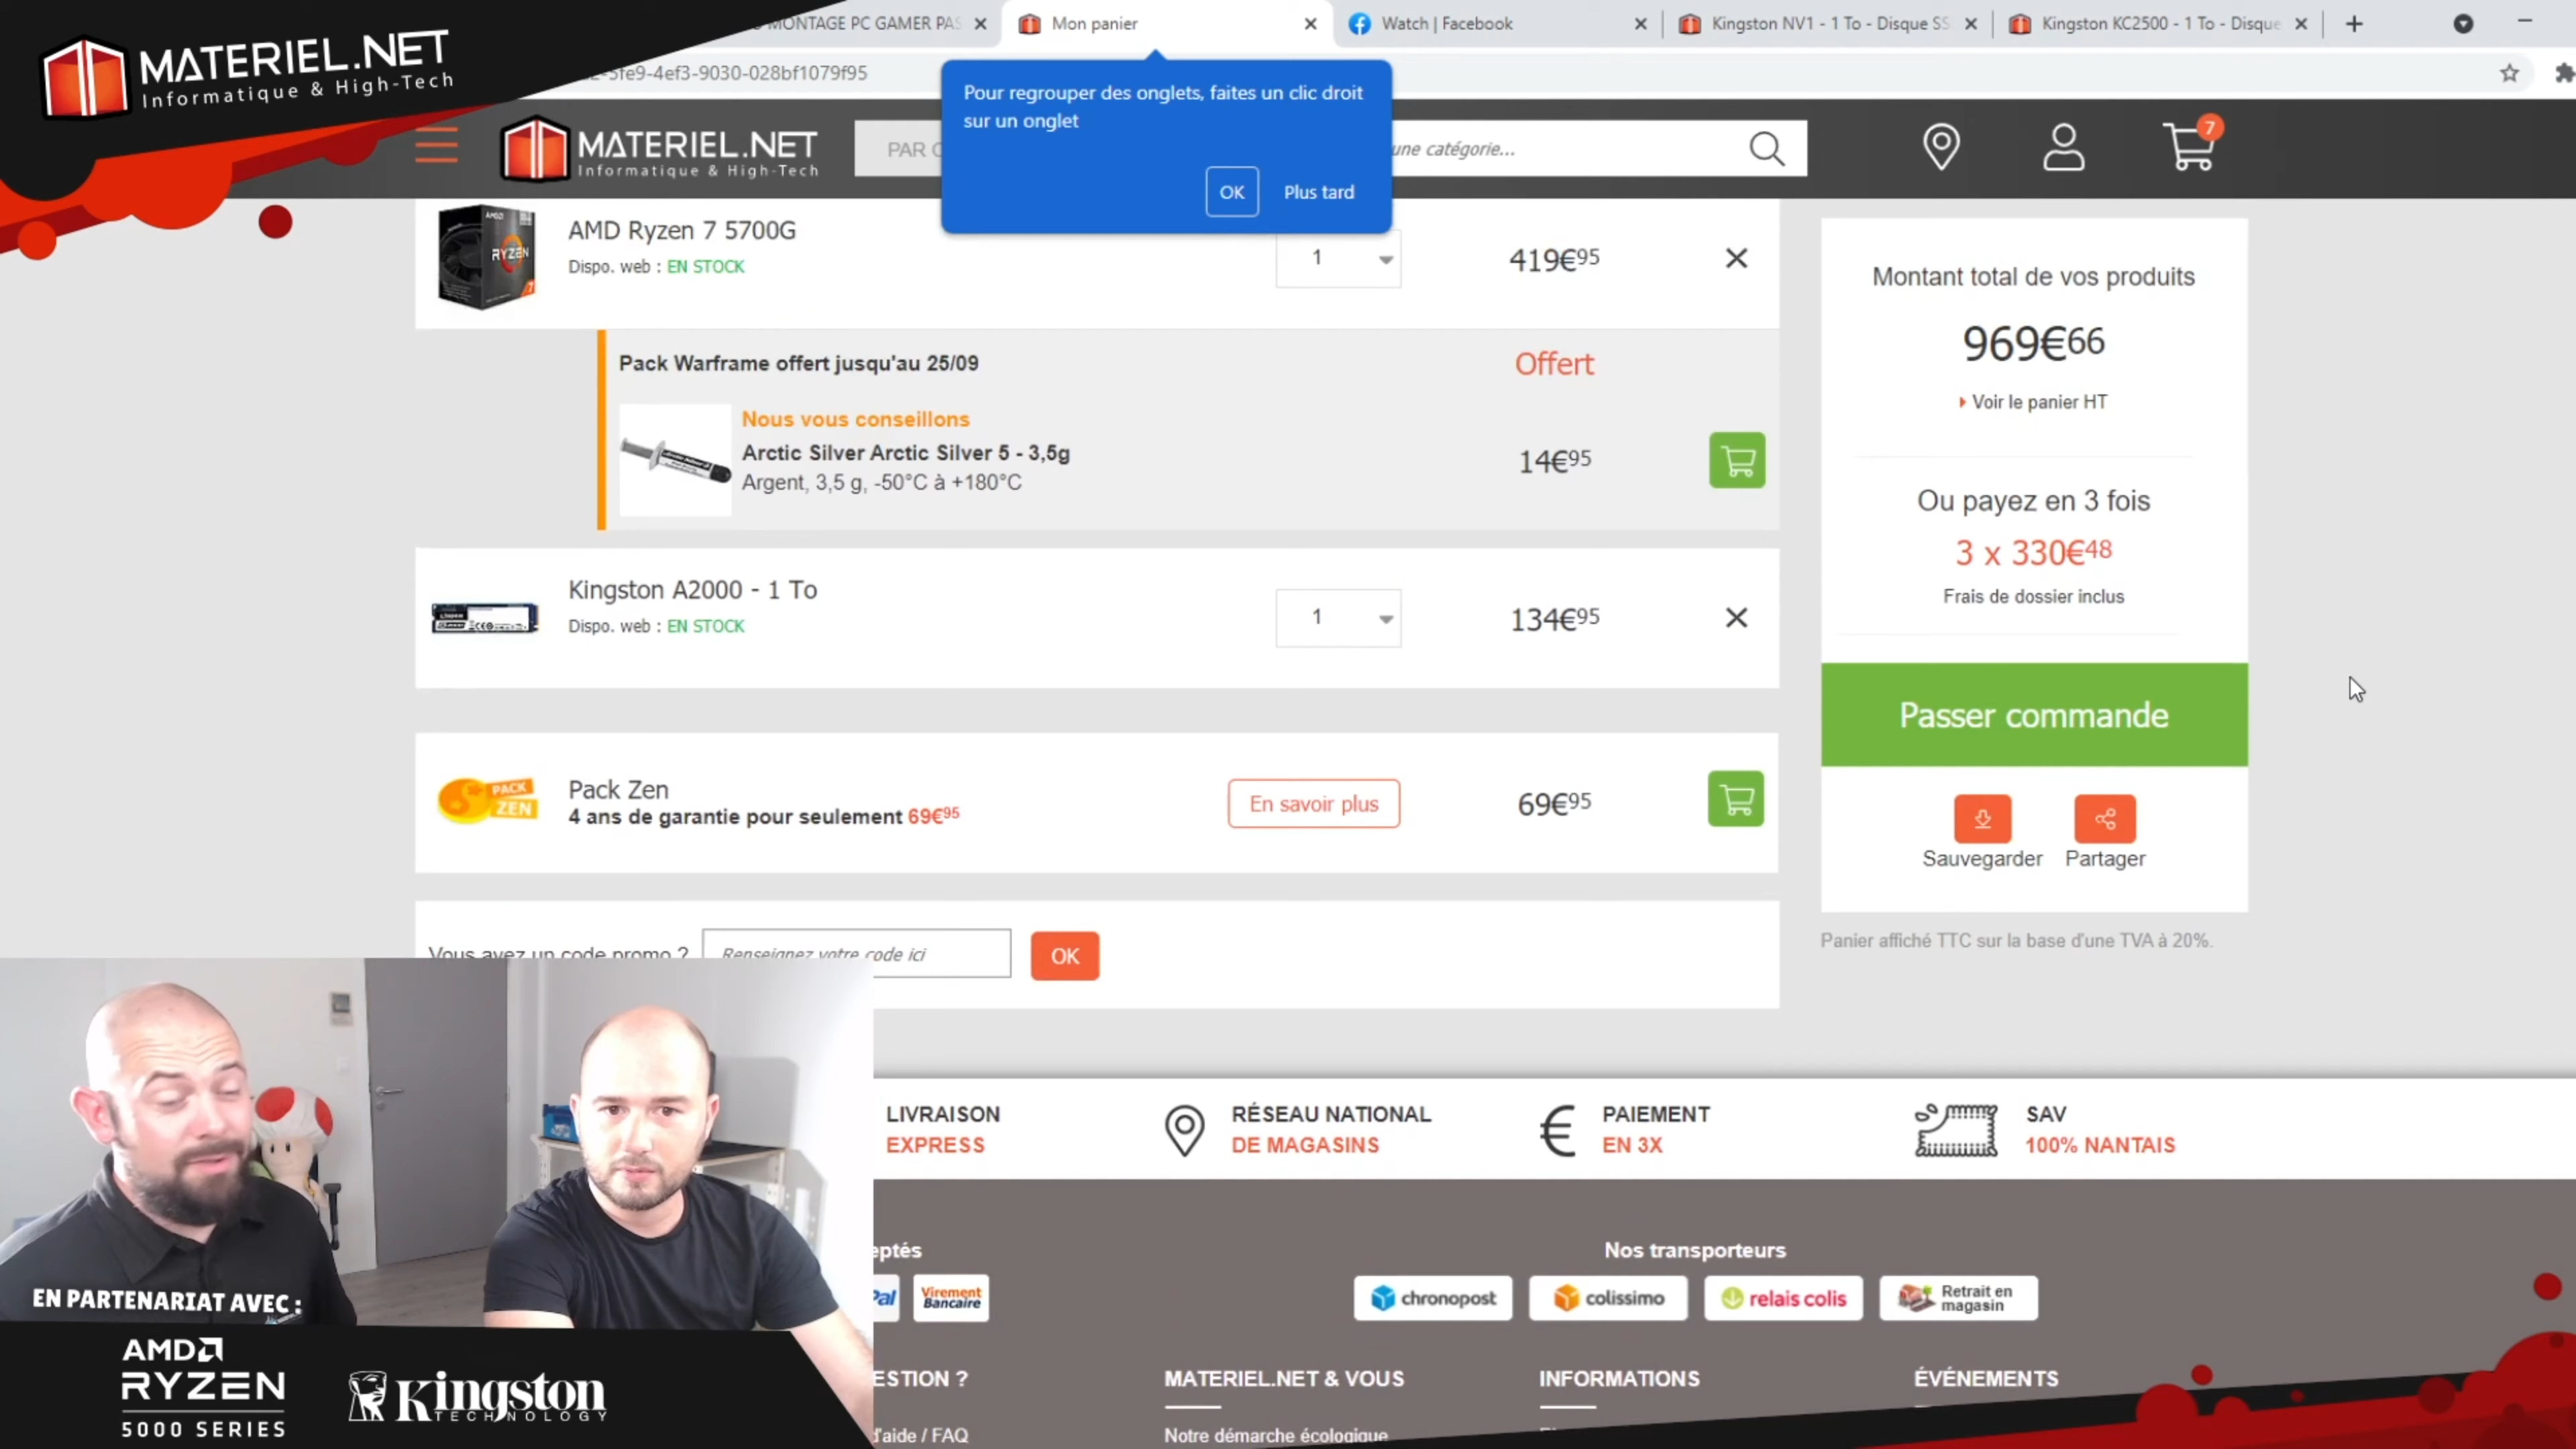 MATERIEL.NET
Informatique & High-Tech
MONTAGE PC GAMER PAS
Mon panier
Watch | Facebook
Kingston NV1 - 1 To - Disque SS
Kingston KC2500 - 1 To - Disque
5fe9-4ef3-9030-028bf1079f95
Pour regrouper des onglets, faites un clic droit
sur un onglet
OK
Plus tard
MATERIEL.NET
Informatique & High-Tech
une catégorie...
7
AMD Ryzen 7 5700G
Dispo. web : EN STOCK
1
419€95
RYZEN
Pack Warframe offert jusqu'au 25/09
Offert
Nous vous conseillons
Arctic Silver Arctic Silver 5 - 3,5g
Argent, 3,5 g, -50°C à +180°C
14€95
Kingston A2000 - 1 To
Dispo. web : EN STOCK
1
134€95
PACK
ZEN
Pack Zen
4 ans de garantie pour seulement 69€95
En savoir plus
69€95
Vous avez un code promo ?
Renseignez votre code ici
OK
Montant total de vos produits
969€66
Voir le panier HT
Ou payez en 3 fois
3 x 330€48
Frais de dossier inclus
Passer commande
Sauvegarder
Partager
Panier affiché TTC sur la base d'une TVA à 20%.
LIVRAISON
EXPRESS
RÉSEAU NATIONAL
DE MAGASINS
PAIEMENT
EN 3X
SAV
100% NANTAIS
Virement
Bancaire
Nos transporteurs
chronopost
colissimo
relais colis
Retrait en
magasin
MATERIEL.NET & VOUS
INFORMATIONS
ÉVÉNEMENTS
d'aide / FAQ
Notre démarche écologique
EN PARTENARIAT AVEC :
AMD
RYZEN
5000 SERIES
Kingston
TECHNOLOGY